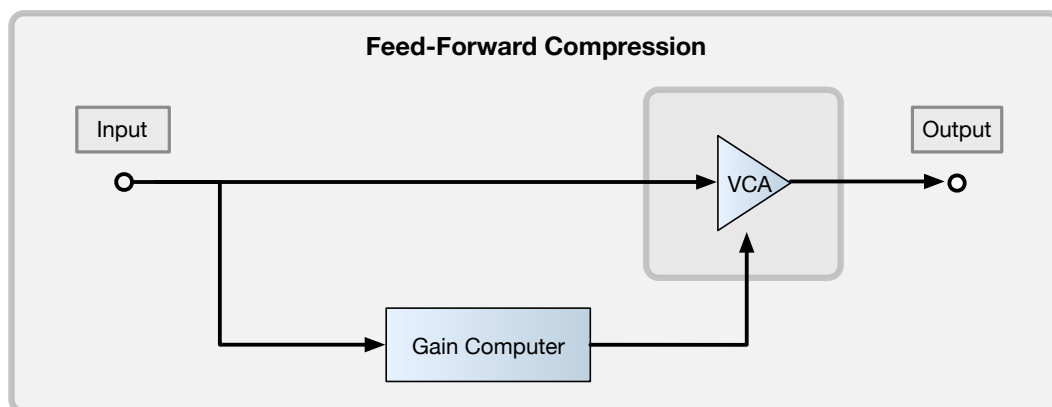 Feed-Forward Compression
Input
Output
VCA
Gain Computer